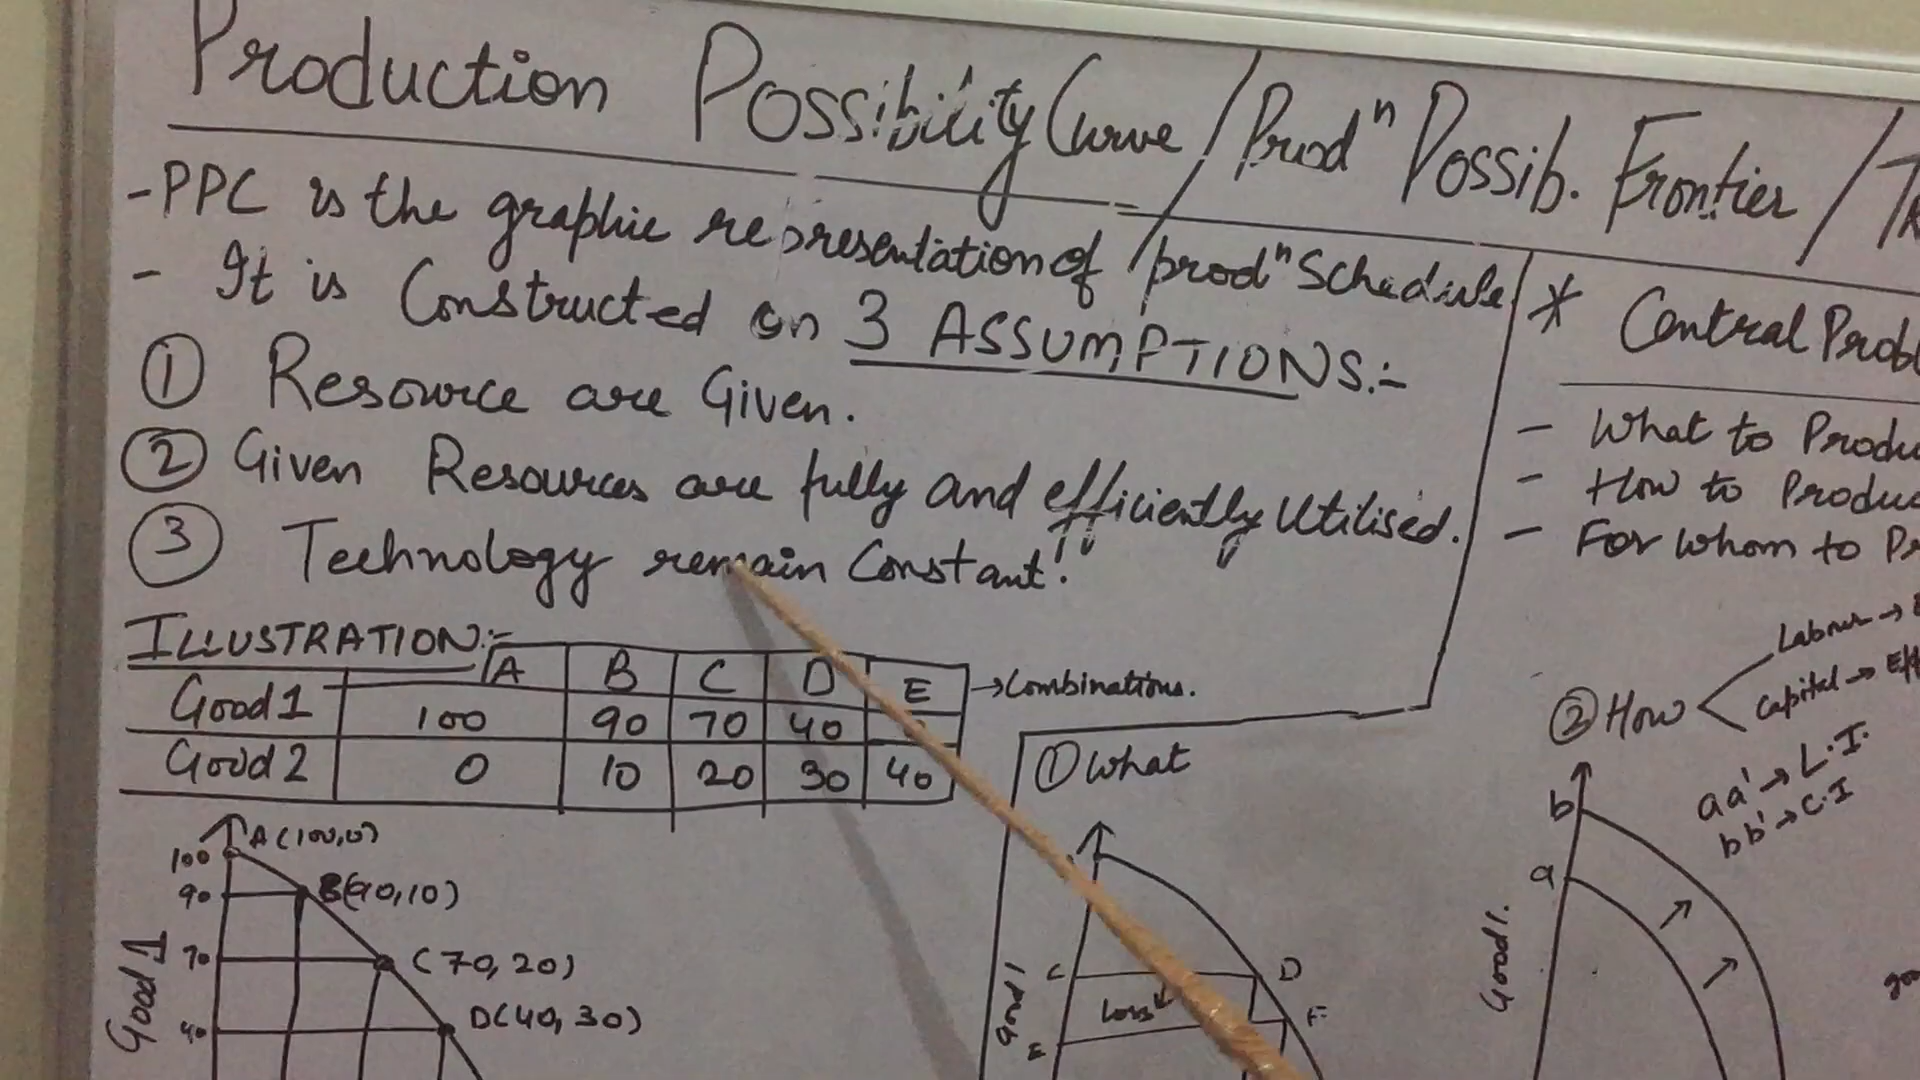 Production Possibility Curve / Prodⁿ Possib. Frontier /
- PPC is the graphic representation of prodⁿ Schedule
- It is Constructed on 3 ASSUMPTIONS:-
① Resource are Given.
② Given Resources are fully and efficiently Utilised.
③ Technology remain Constant!
ILLUSTRATION:-
A B C D E → Combinations.
Good 1 100 90 70 40
Good 2 0 10 20 30 40
100 A (100,0)
90 B(90,10)
70 C (70,20)
40 D(40,30)
Good 1
* Central
- What to
- How to
- For whom to
① What
C D
Loss
E F
Good 1
② How
Labour →
Capital →
aa' → L.I.
bb' → C.I
b
a
Good 1.